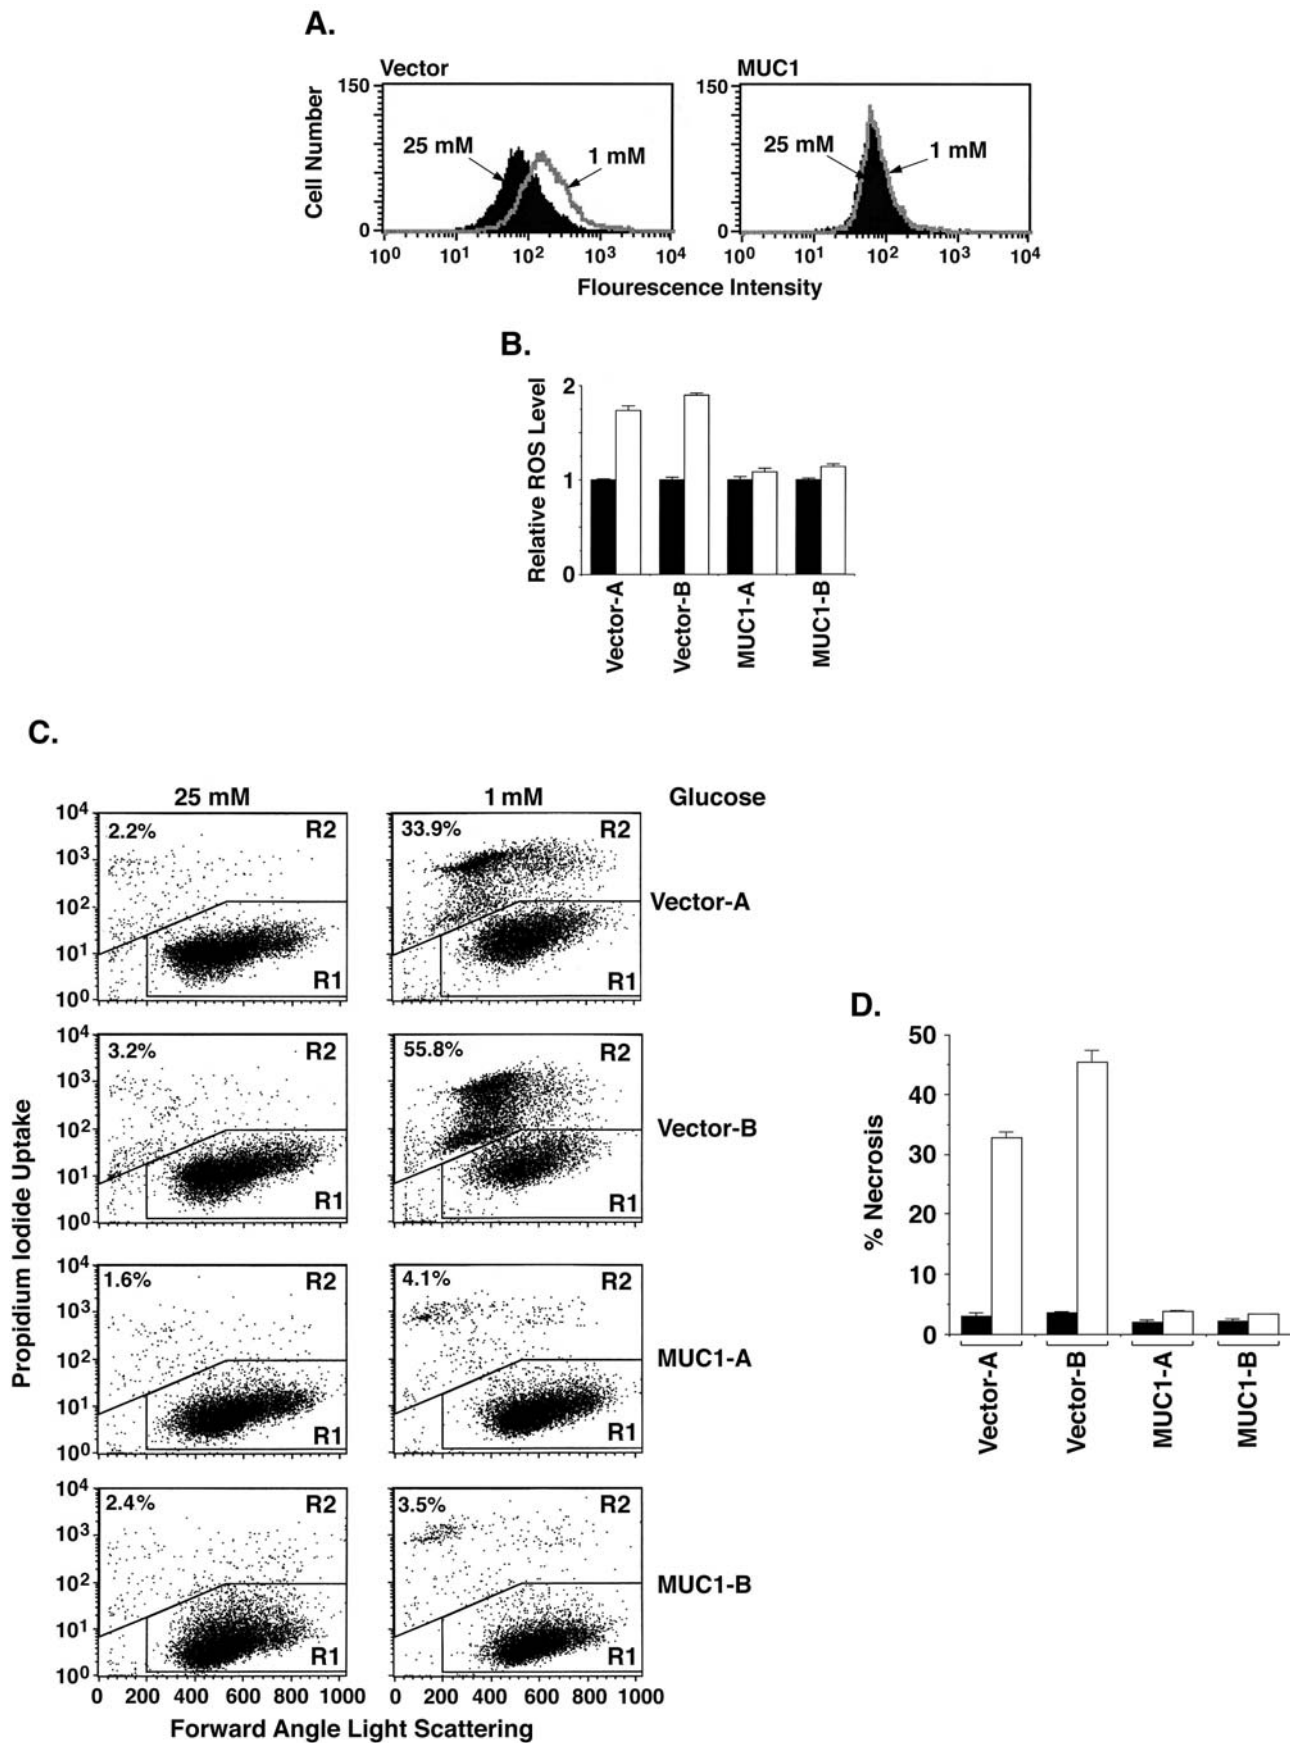 A.
Vector
MUC1
150
0
Cell Number
25 mM
1 mM
10⁰ 10¹ 10² 10³ 10⁴
150
0
25 mM
1 mM
10⁰ 10¹ 10² 10³ 10⁴
Flourescence Intensity
B.
Relative ROS Level
2
1
0
Vector-A
Vector-B
MUC1-A
MUC1-B
C.
25 mM
1 mM
Glucose
Propidium Iodide Uptake
10⁴
10³
10²
10¹
10⁰
2.2%
R2
R1
33.9%
R2
R1
Vector-A
10⁴
10³
10²
10¹
10⁰
3.2%
R2
R1
55.8%
R2
R1
Vector-B
10⁴
10³
10²
10¹
10⁰
1.6%
R2
R1
4.1%
R2
R1
MUC1-A
10⁴
10³
10²
10¹
10⁰
2.4%
R2
R1
3.5%
R2
R1
MUC1-B
0 200 400 600 800 1000
0 200 400 600 800 1000
Forward Angle Light Scattering
D.
% Necrosis
50
40
30
20
10
0
Vector-A
Vector-B
MUC1-A
MUC1-B